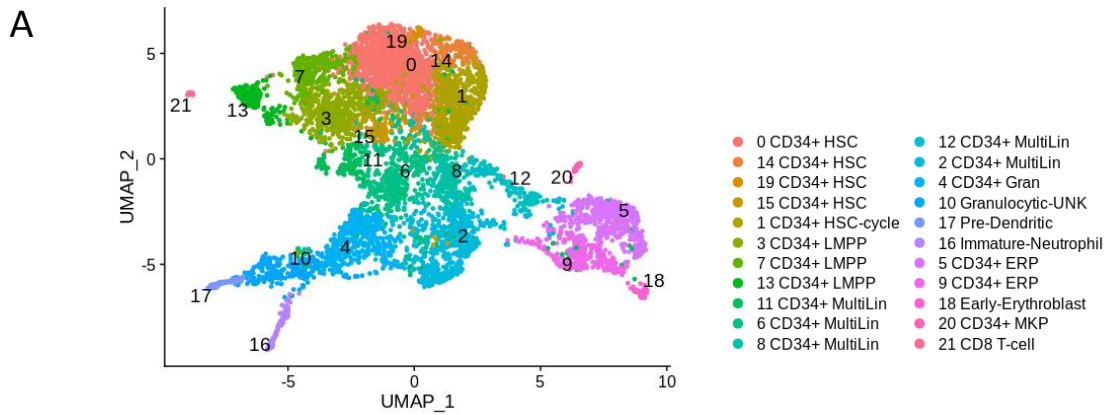 A
UMAP_2
5
0
-5
-5
0
5
10
UMAP_1
19
14
0
7
1
21
13
3
15
11
6
8
12
20
5
2
4
10
9
18
17
16
0 CD34+ HSC
14 CD34+ HSC
19 CD34+ HSC
15 CD34+ HSC
1 CD34+ HSC-cycle
3 CD34+ LMPP
7 CD34+ LMPP
13 CD34+ LMPP
11 CD34+ MultiLin
6 CD34+ MultiLin
8 CD34+ MultiLin
12 CD34+ MultiLin
2 CD34+ MultiLin
4 CD34+ Gran
10 Granulocytic-UNK
17 Pre-Dendritic
16 Immature-Neutrophil
5 CD34+ ERP
9 CD34+ ERP
18 Early-Erythroblast
20 CD34+ MKP
21 CD8 T-cell